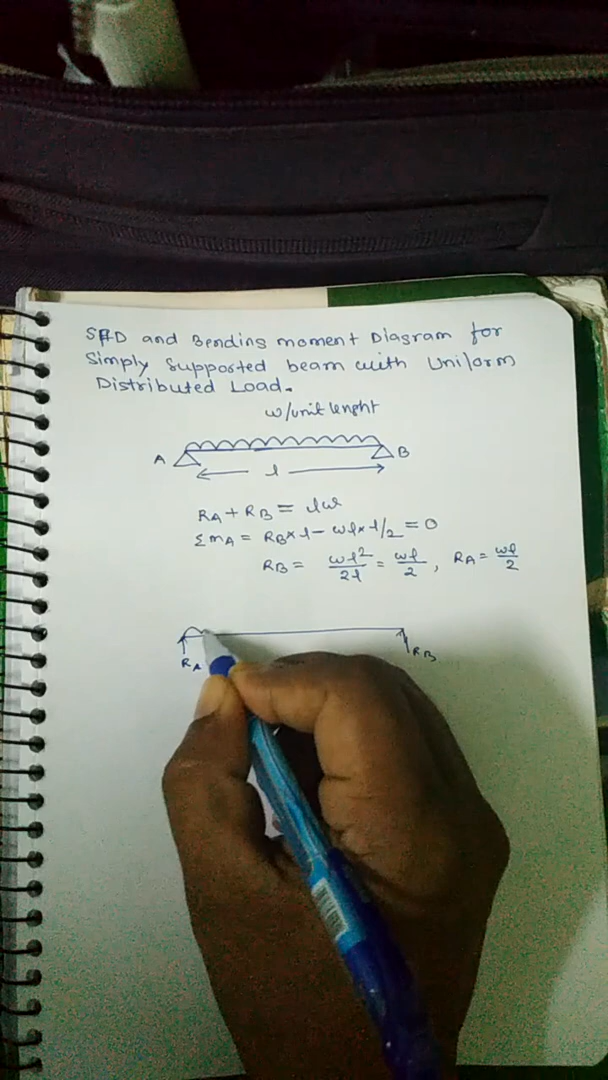 SFD and Bending moment Diagram for
Simply Supported beam with Uniform
Distributed Load.
w/unit lenght
A B
l
RA + RB = lw
ΣmA = RB×l - wl×l/2 = 0
RB = wl²/2l = wl/2, RA = wl/2
RA RB